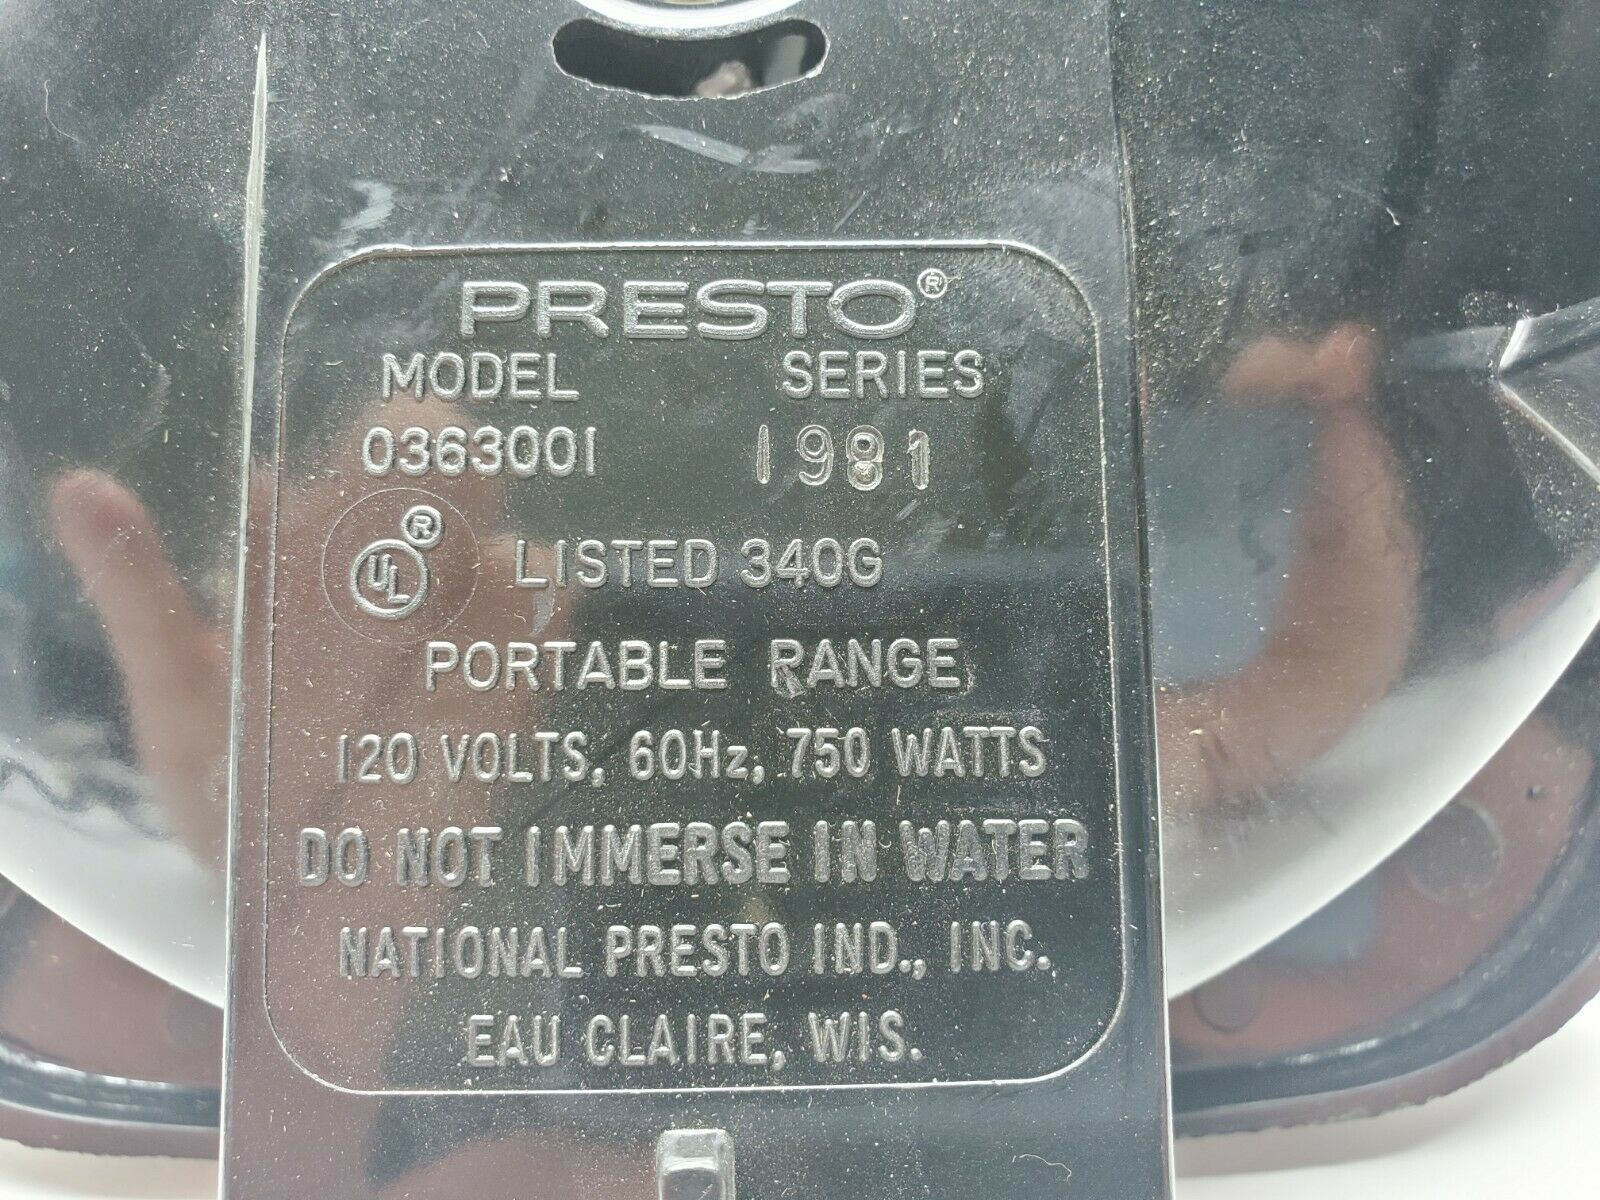 PRESTO®
MODEL SERIES
0363001 1981
UL® LISTED 340G
PORTABLE RANGE
120 VOLTS, 60Hz, 750 WATTS
DO NOT IMMERSE IN WATER
NATIONAL PRESTO IND., INC.
EAU CLAIRE, WIS.